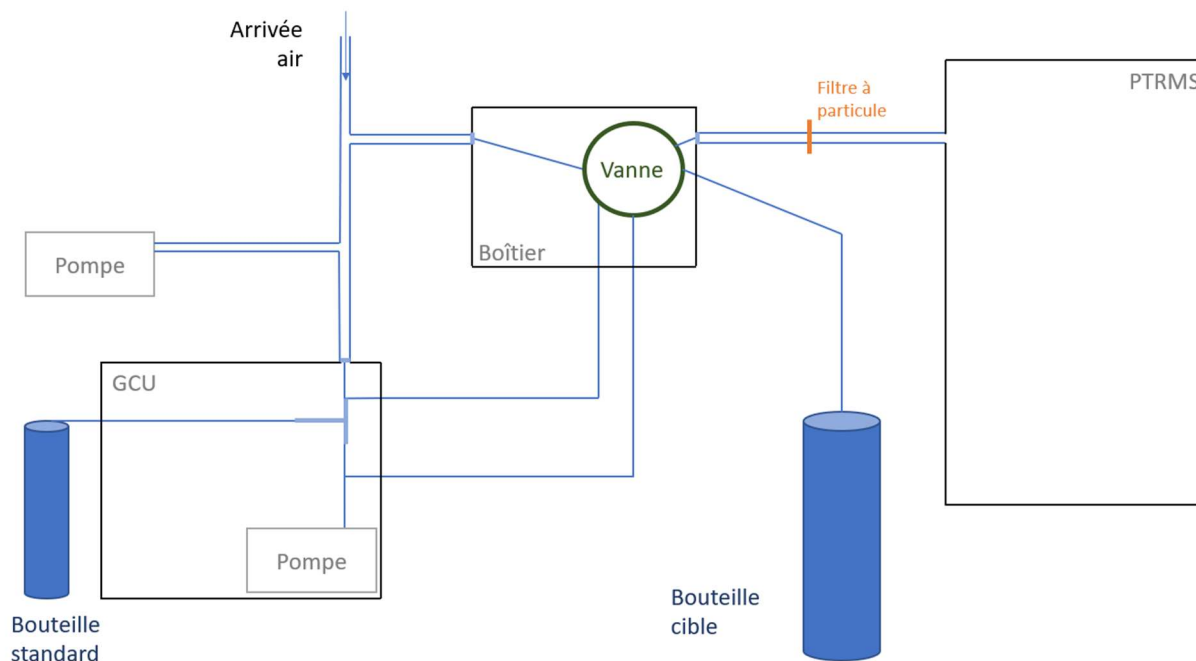 Arrivée
air
PTRMS
Filtre à
particule
Vanne
Boîtier
Pompe
GCU
Pompe
Bouteille
standard
Bouteille
cible